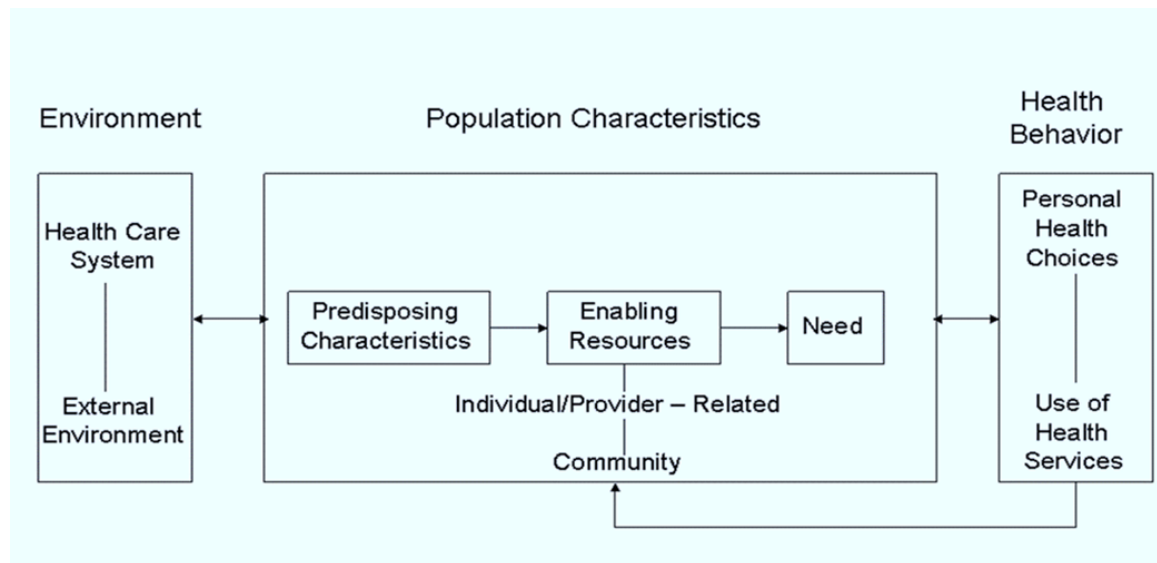 Environment
Population Characteristics
Health
Behavior
Health Care
System
External
Environment
Predisposing
Characteristics
Enabling
Resources
Need
Individual/Provider – Related
Community
Personal
Health
Choices
Use of
Health
Services